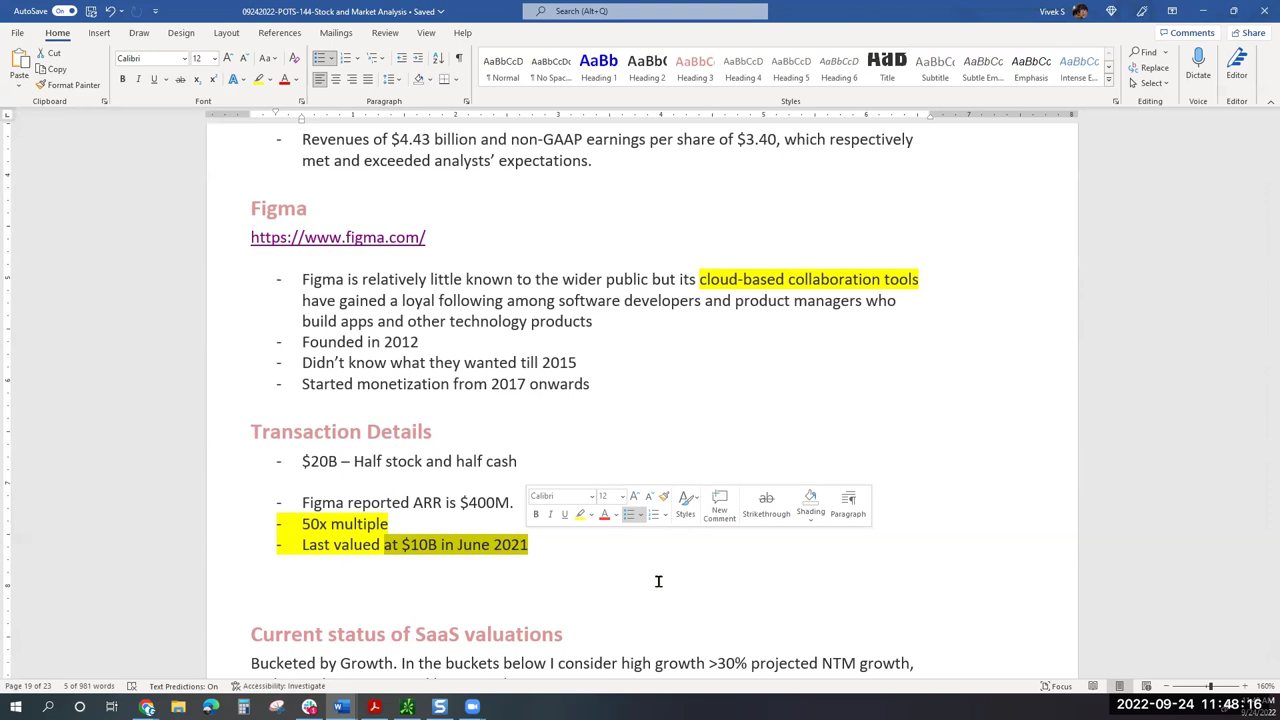 AutoSave On 09242022-POTS-144-Stock and Market Analysis • Saved Search (Alt+Q) Vivek S
File Home Insert Draw Design Layout References Mailings Review View Help Comments Share
Paste Cut Copy Format Painter
Calibri 12
AaBbCcDc AaBbCcDc AaBb AaBbCc AaBbC AaBbCcDc AaBbCc AaBbCcDc AaBb AaBbCc AaBbCcDc AaBbCcDc
¶ Normal ¶ No Spac... Heading 1 Heading 2 Heading 3 Heading 4 Heading 5 Heading 6 Title Subtitle Subtle Em... Emphasis Intense E...
Find Replace Select Dictate Editor
Clipboard Font Paragraph Styles Editing Voice Editor
- Revenues of $4.43 billion and non-GAAP earnings per share of $3.40, which respectively
met and exceeded analysts’ expectations.
Figma
https://www.figma.com/
- Figma is relatively little known to the wider public but its cloud-based collaboration tools
have gained a loyal following among software developers and product managers who
build apps and other technology products
- Founded in 2012
- Didn’t know what they wanted till 2015
- Started monetization from 2017 onwards
Transaction Details
- $20B – Half stock and half cash
- Figma reported ARR is $400M.
- 50x multiple
- Last valued at $10B in June 2021
Calibri 12
Styles New Comment Strikethrough Shading Paragraph
Current status of SaaS valuations
Bucketed by Growth. In the buckets below I consider high growth >30% projected NTM growth,
Page 19 of 23 5 of 981 words Text Predictions: On Accessibility: Investigate Focus 160%
2022-09-24 11:48:16